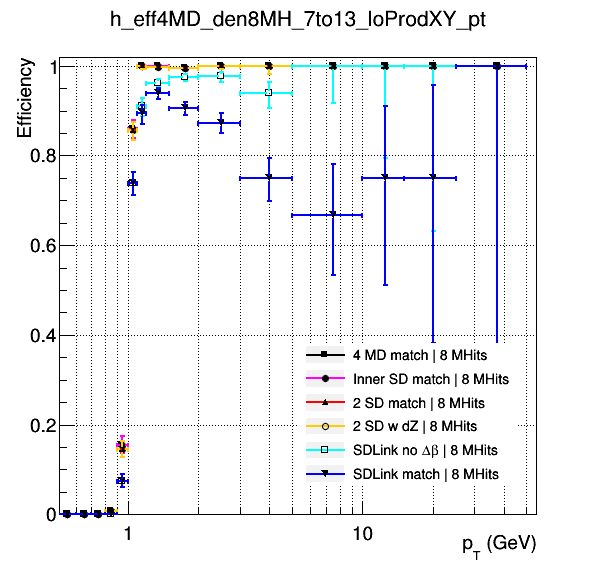 h_eff4MD_den8MH_7to13_loProdXY_pt
Efficiency
1
0.8
0.6
0.4
0.2
0
4 MD match | 8 MHits
Inner SD match | 8 MHits
2 SD match | 8 MHits
2 SD w dZ | 8 MHits
SDLink no Δβ | 8 MHits
SDLink match | 8 MHits
1 10
p_T (GeV)